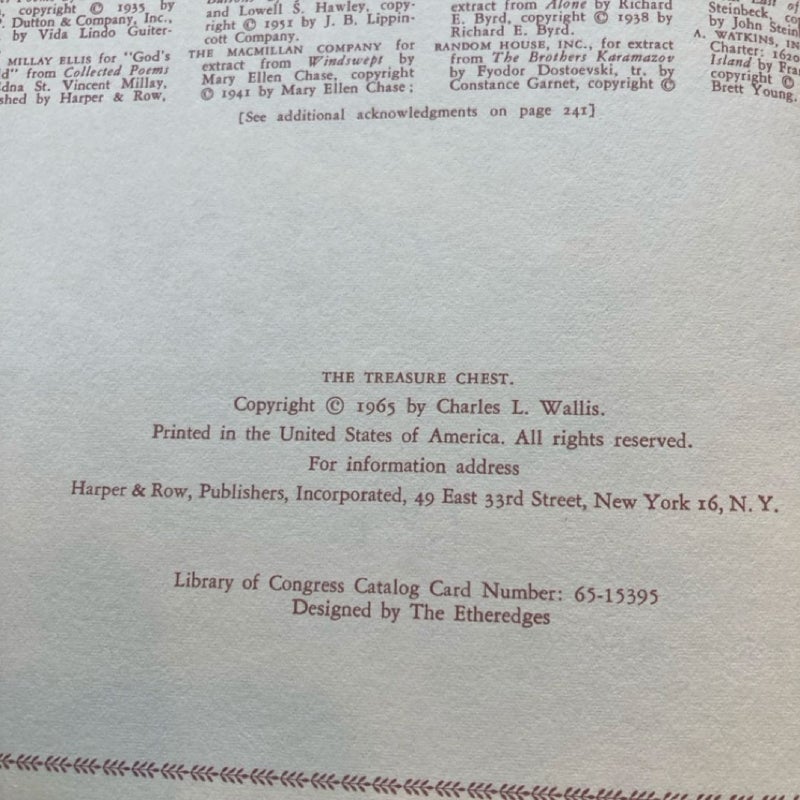 copyright © 1935 by
Dutton & Company, Inc.,
by Vida Lindo Guiter-
MILLAY ELLIS for "God's
from Collected Poems
St. Vincent Millay,
by Harper & Row,
and Lowell S. Hawley, copy-
right © 1951 by J. B. Lippin-
cott Company.
THE MACMILLAN COMPANY for
extract from Windswept by
Mary Ellen Chase, copyright
© 1941 by Mary Ellen Chase;
extract from Alone by Richard
E. Byrd, copyright © 1938 by
Richard E. Byrd.
RANDOM HOUSE, INC., for extract
from The Brothers Karamazov
by Fyodor Dostoevski, tr. by
Constance Garnet, copyright ©
Steinbeck,
by John
A. WATKINS,
Charter: 1620
Island by
copyright ©
Brett Young,
[See additional acknowledgments on page 241]
THE TREASURE CHEST.
Copyright © 1965 by Charles L. Wallis.
Printed in the United States of America. All rights reserved.
For information address
Harper & Row, Publishers, Incorporated, 49 East 33rd Street, New York 16, N. Y.
Library of Congress Catalog Card Number: 65-15395
Designed by The Etheredges